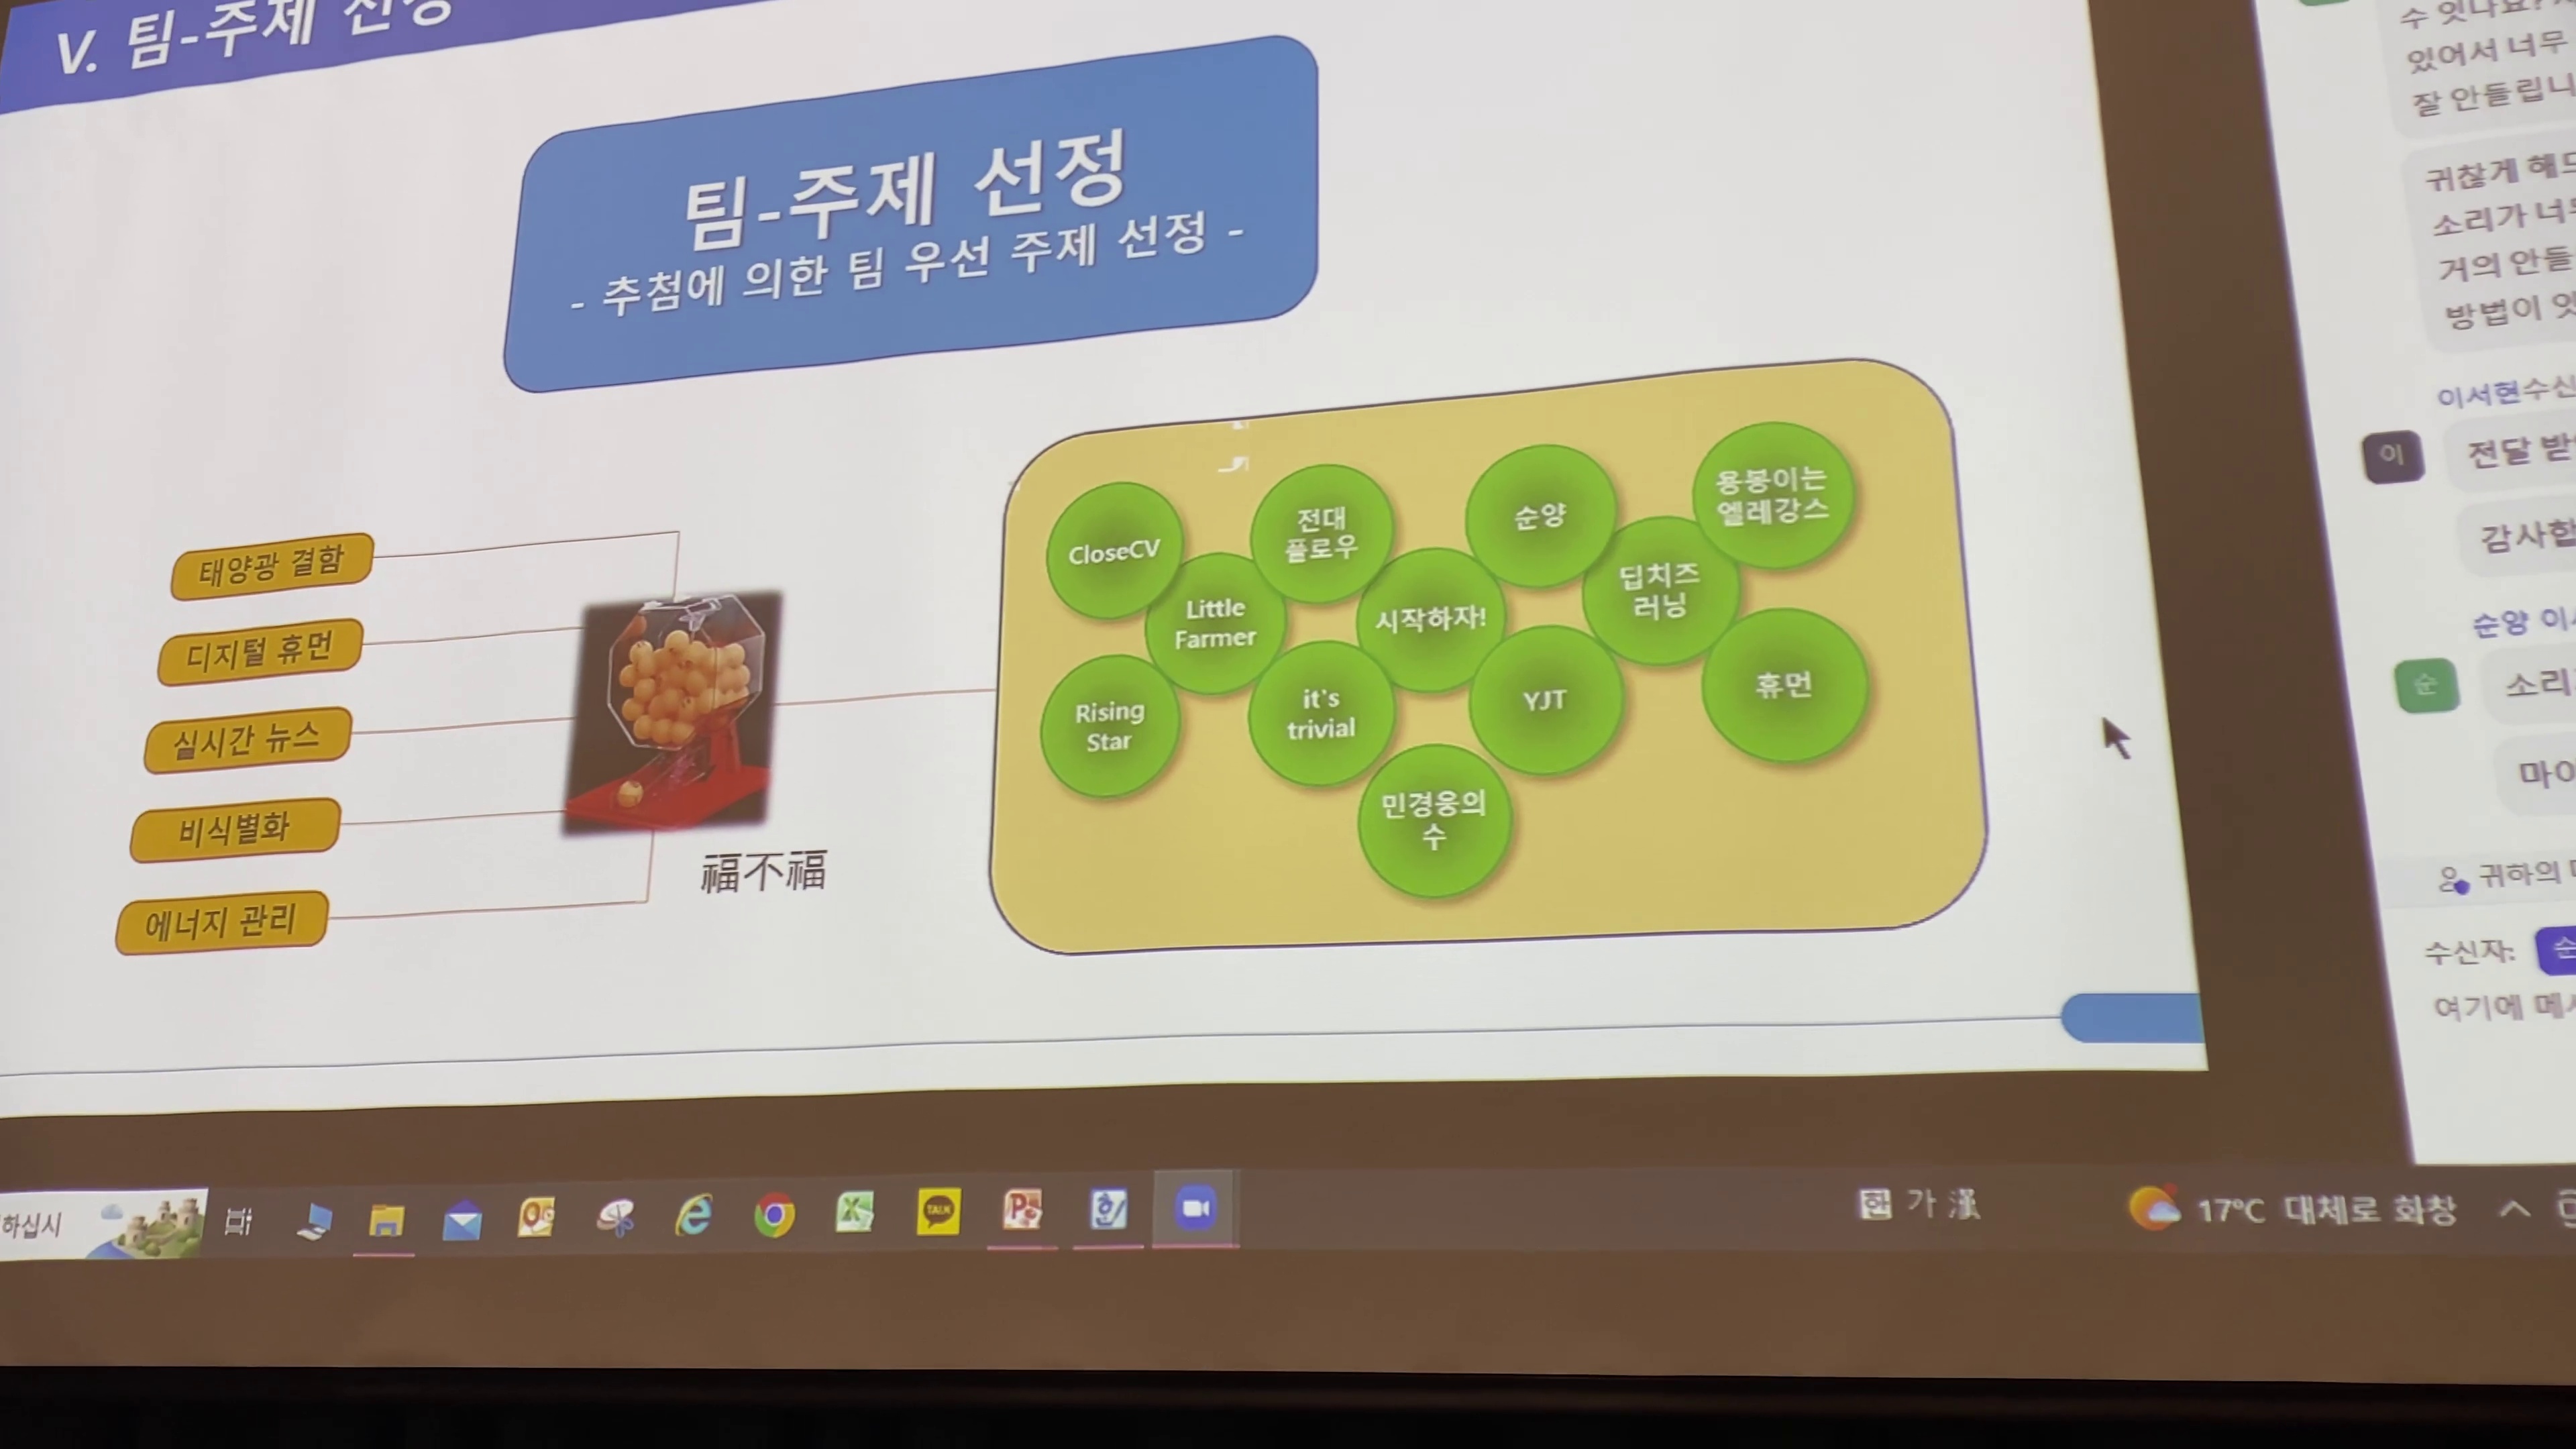 V. 팀-주제 선정
팀-주제 선정
- 추첨에 의한 팀 우선 주제 선정 -
태양광 결함
디지털 휴먼
실시간 뉴스
비식별화
에너지 관리
福不福
CloseCV
Little
Farmer
전대
플로우
시작하자!
순양
딥치즈
러닝
용봉이는
엘레강스
Rising
Star
it's
trivial
YJT
휴먼
민경웅의
수
수 잇나요?
있어서 너무
잘 안들립니
귀찮게 해드
소리가 너무
거의 안들
방법이 잇
이서현수신
이
전달 받
감사합
순양 이
순
소리
마이
귀하의
수신자: 순
여기에 메시
하십시
TALK
한 가 漢
17°C 대체로 화창